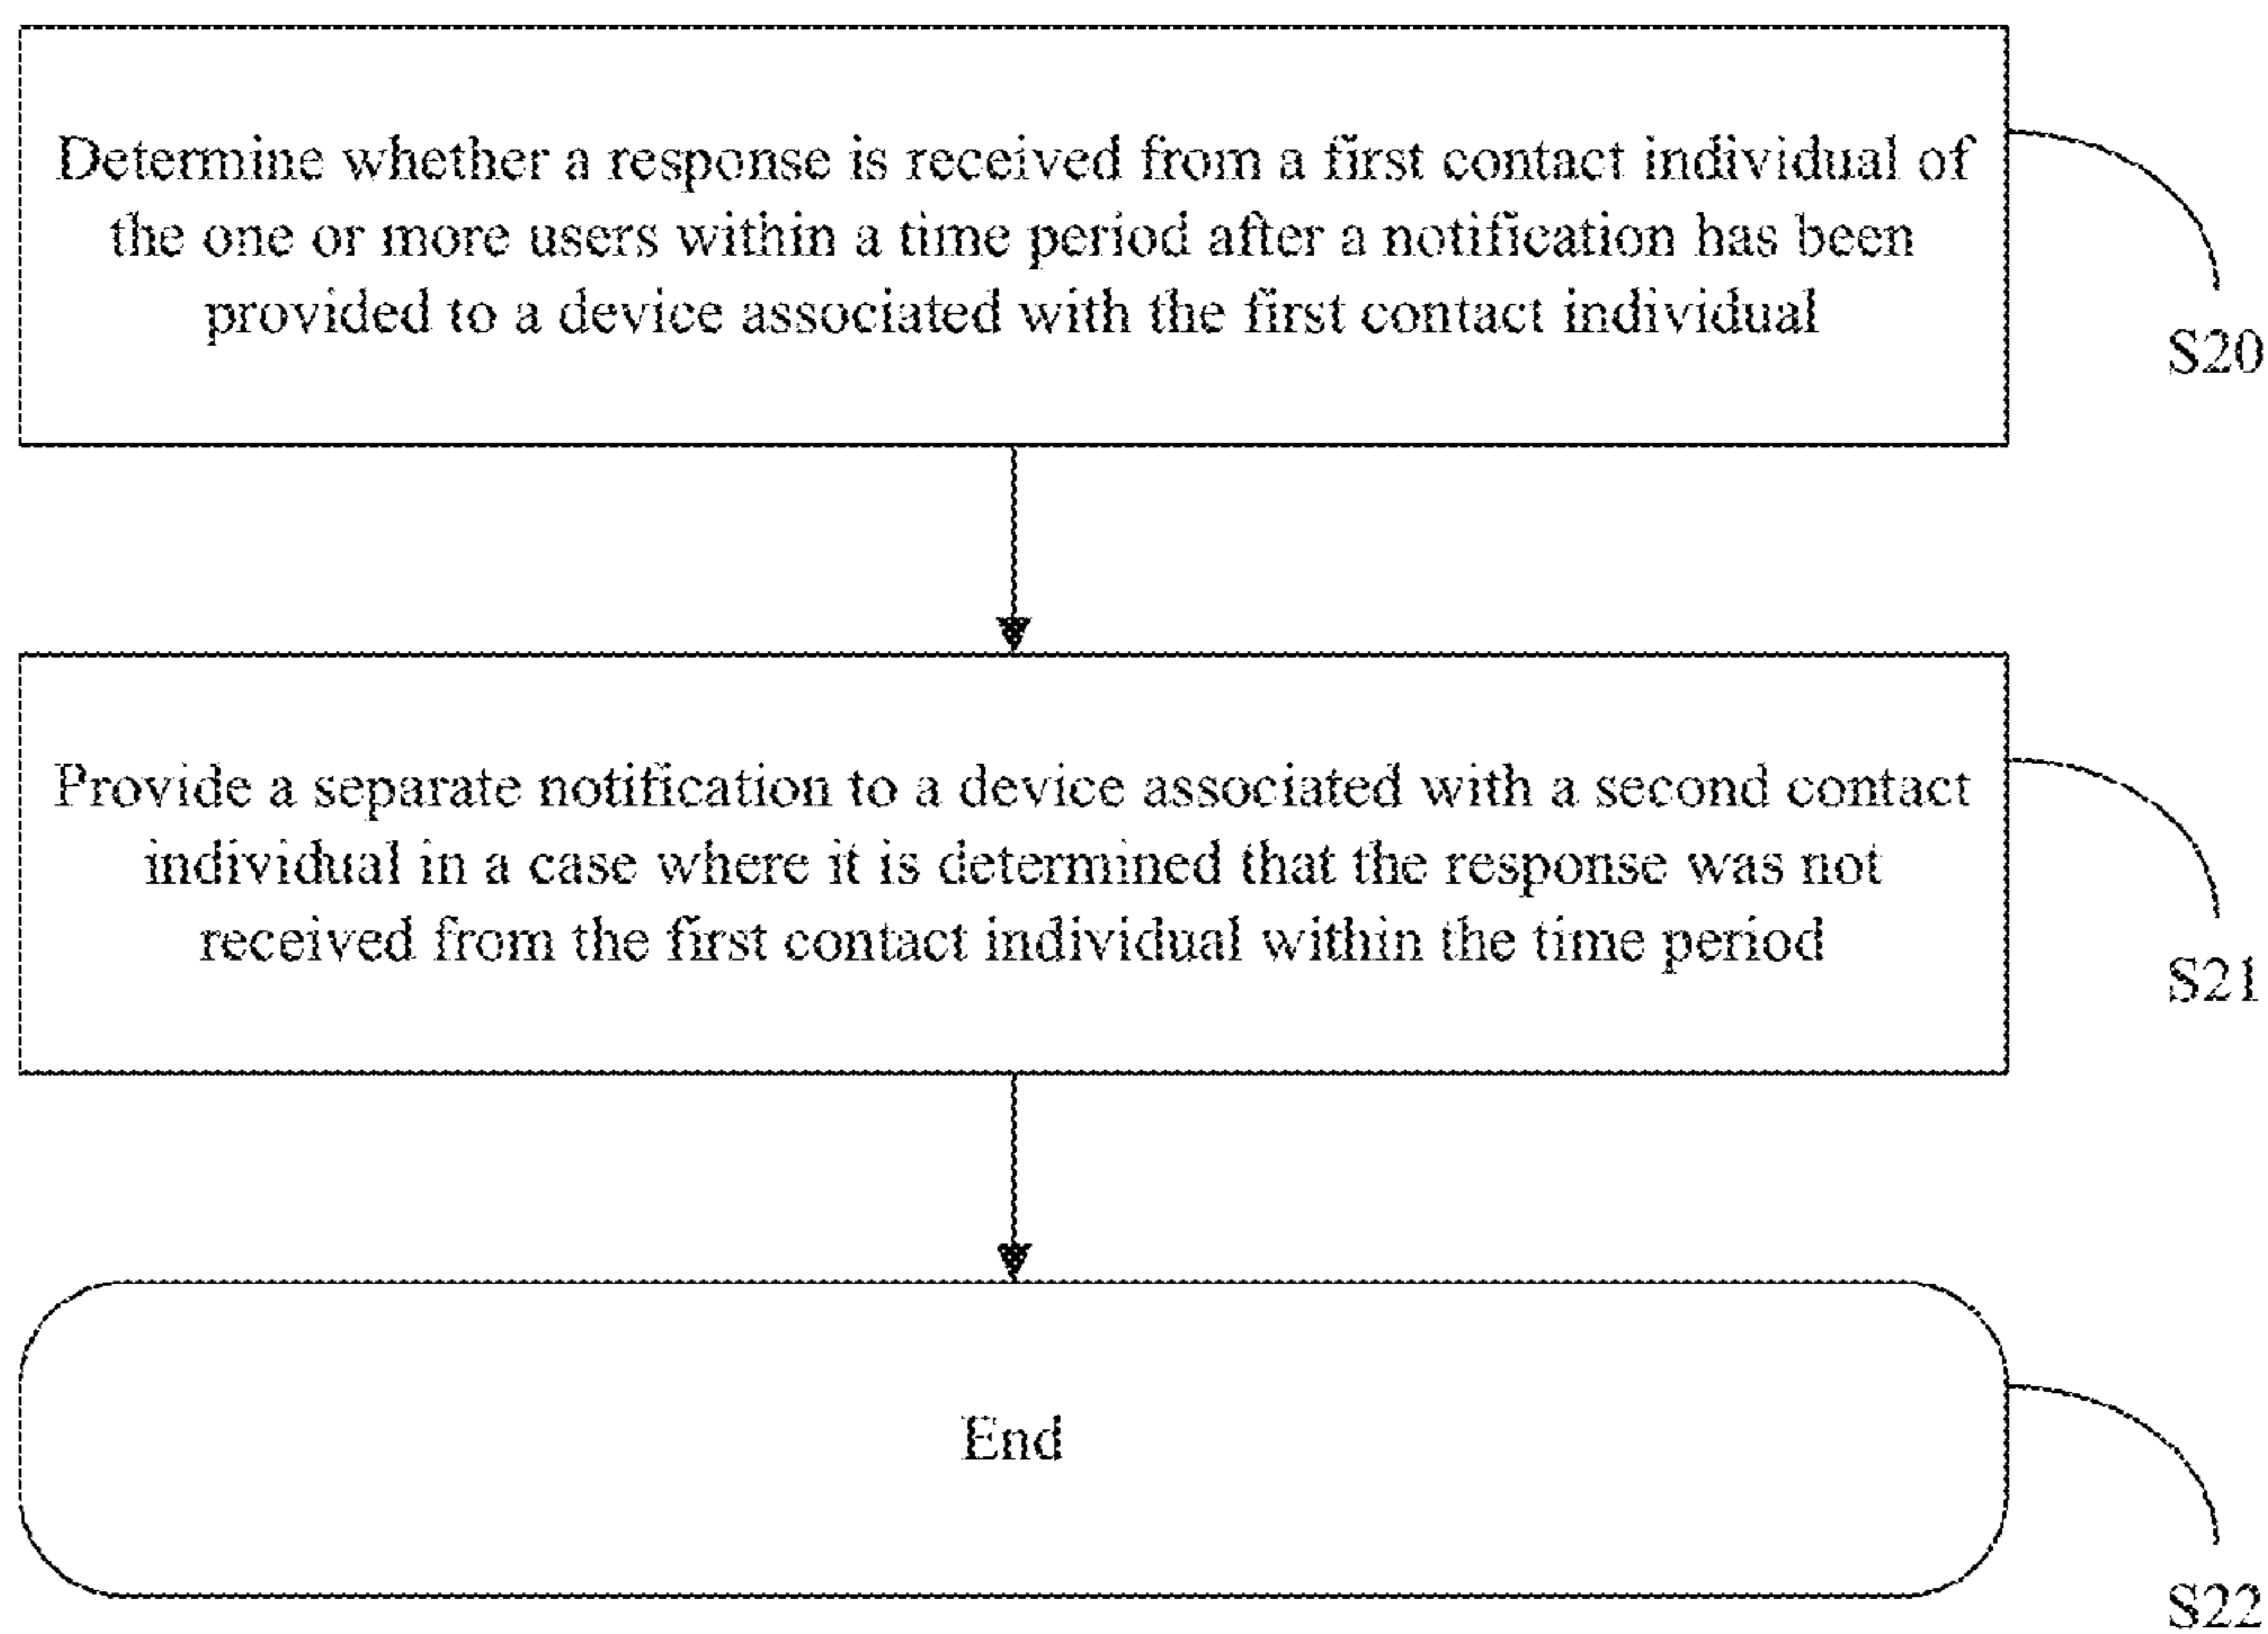 Determine whether a response is received from a first contact individual of
the one or more users within a time period after a notification has been
provided to a device associated with the first contact individual
S20
Provide a separate notification to a device associated with a second contact
individual in a case where it is determined that the response was not
received from the first contact individual within the time period
S21
End
S22